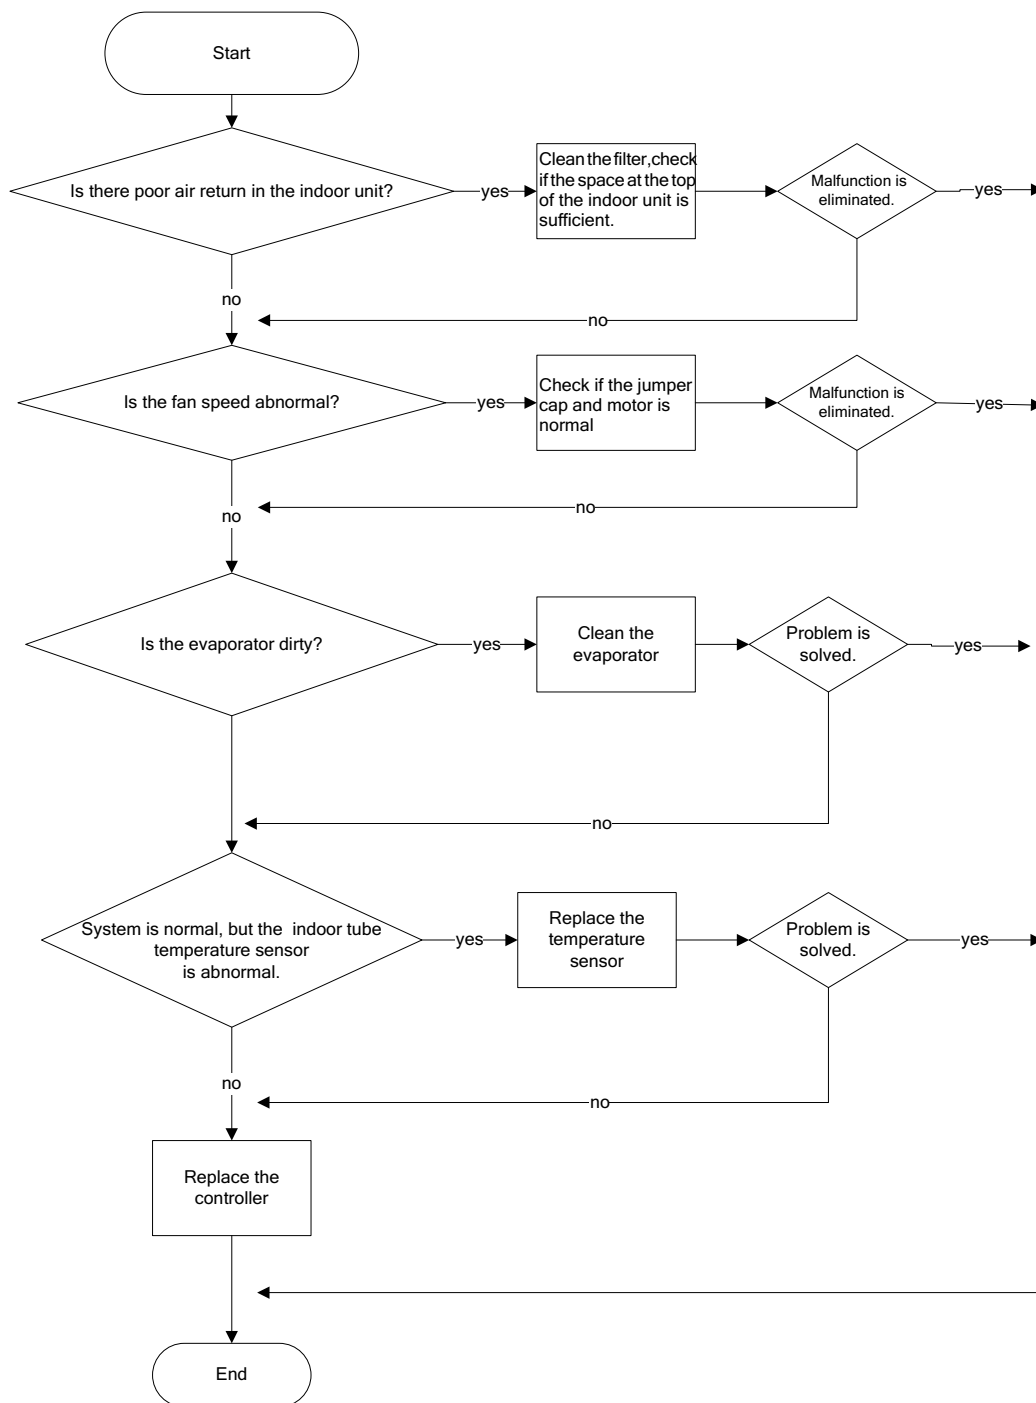 Start
Is there poor air return in the indoor unit?
yes
Clean the filter,check
if the space at the top
of the indoor unit is
sufficient.
Malfunction is
eliminated.
yes
no
no
Is the fan speed abnormal?
yes
Check if the jumper
cap and motor is
normal
Malfunction is
eliminated.
yes
no
no
Is the evaporator dirty?
yes
Clean the
evaporator
Problem is
solved.
yes
no
System is normal, but the indoor tube
temperature sensor
is abnormal.
yes
Replace the
temperature
sensor
Problem is
solved.
yes
no
no
Replace the
controller
End